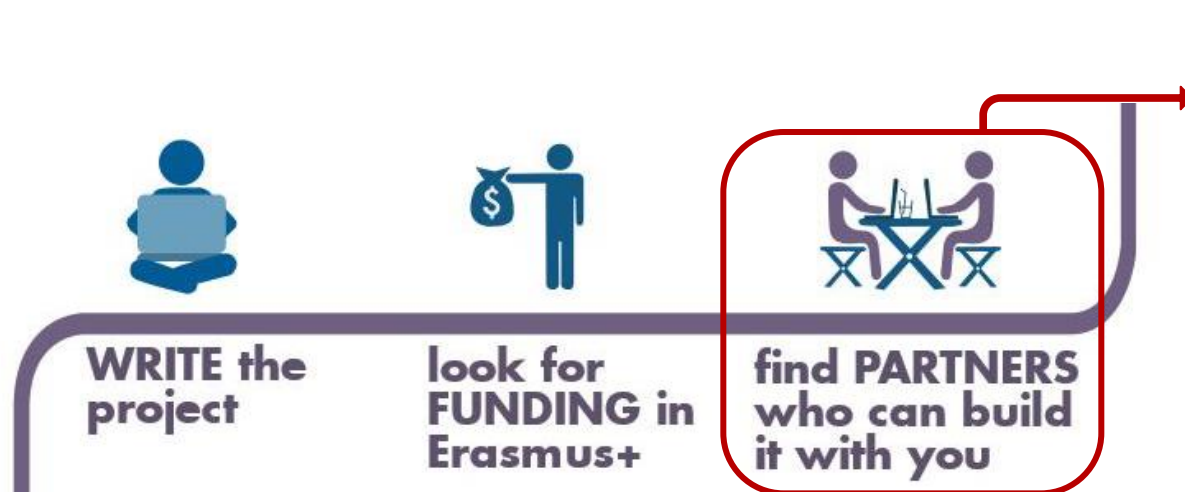 $
WRITE the
project
look for
FUNDING in
Erasmus+
find PARTNERS
who can build
it with you